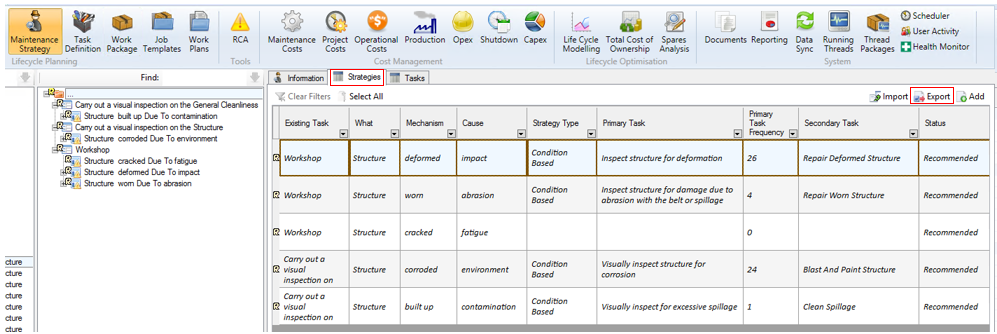 Maintenance Strategy
Task Definition
Work Package
Job Templates
Work Plans
RCA
Maintenance Costs
Project Costs
Operational Costs
Production
Opex
Shutdown
Capex
Life Cycle Modelling
Total Cost of Ownership
Spares Analysis
Documents
Reporting
Data Sync
Running Threads
Thread Packages
Scheduler
User Activity
Health Monitor
Lifecycle Planning
Tools
Cost Management
Lifecycle Optimisation
System
Find:
...
Carry out a visual inspection on the General Cleanliness
Structure built up Due To contamination
Carry out a visual inspection on the Structure
Structure corroded Due To environment
Workshop
Structure cracked Due To fatigue
Structure deformed Due To impact
Structure worn Due To abrasion
cture
cture
cture
cture
cture
cture
cture
Information
Strategies
Tasks
Clear Filters
Select All
Import
Export
Add
Existing Task
What
Mechanism
Cause
Strategy Type
Primary Task
Primary
Task
Frequency
Secondary Task
Status
Workshop
Structure
deformed
impact
Condition
Based
Inspect structure for deformation
26
Repair Deformed Structure
Recommended
Workshop
Structure
worn
abrasion
Condition
Based
Inspect structure for damage due to
abrasion with the belt or spillage
4
Repair Worn Structure
Recommended
Workshop
Structure
cracked
fatigue
0
Recommended
Carry out a
visual
inspection on
Structure
corroded
environment
Condition
Based
Visually inspect structure for
corrosion
24
Blast And Paint Structure
Recommended
Carry out a
visual
inspection on
Structure
built up
contamination
Condition
Based
Visually inspect for excessive spillage
1
Clean Spillage
Recommended